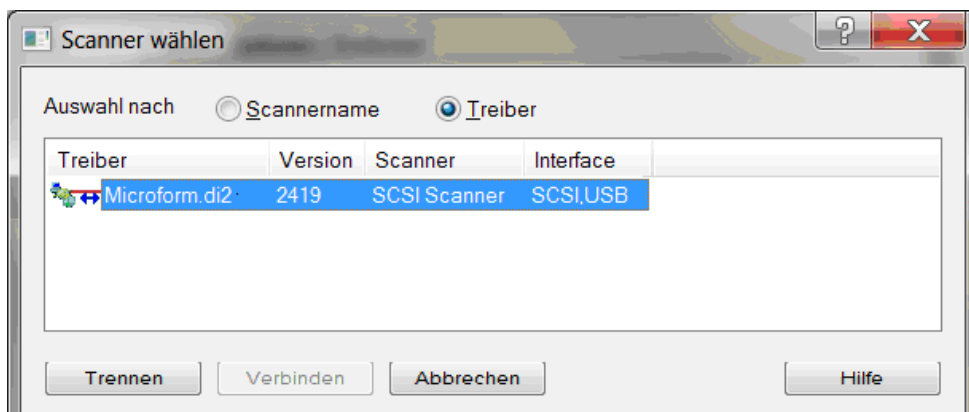 Scanner wählen
Auswahl nach Scannername Treiber
Treiber Version Scanner Interface
Microform.di2 2419 SCSI Scanner SCSI,USB
Trennen Verbinden Abbrechen Hilfe